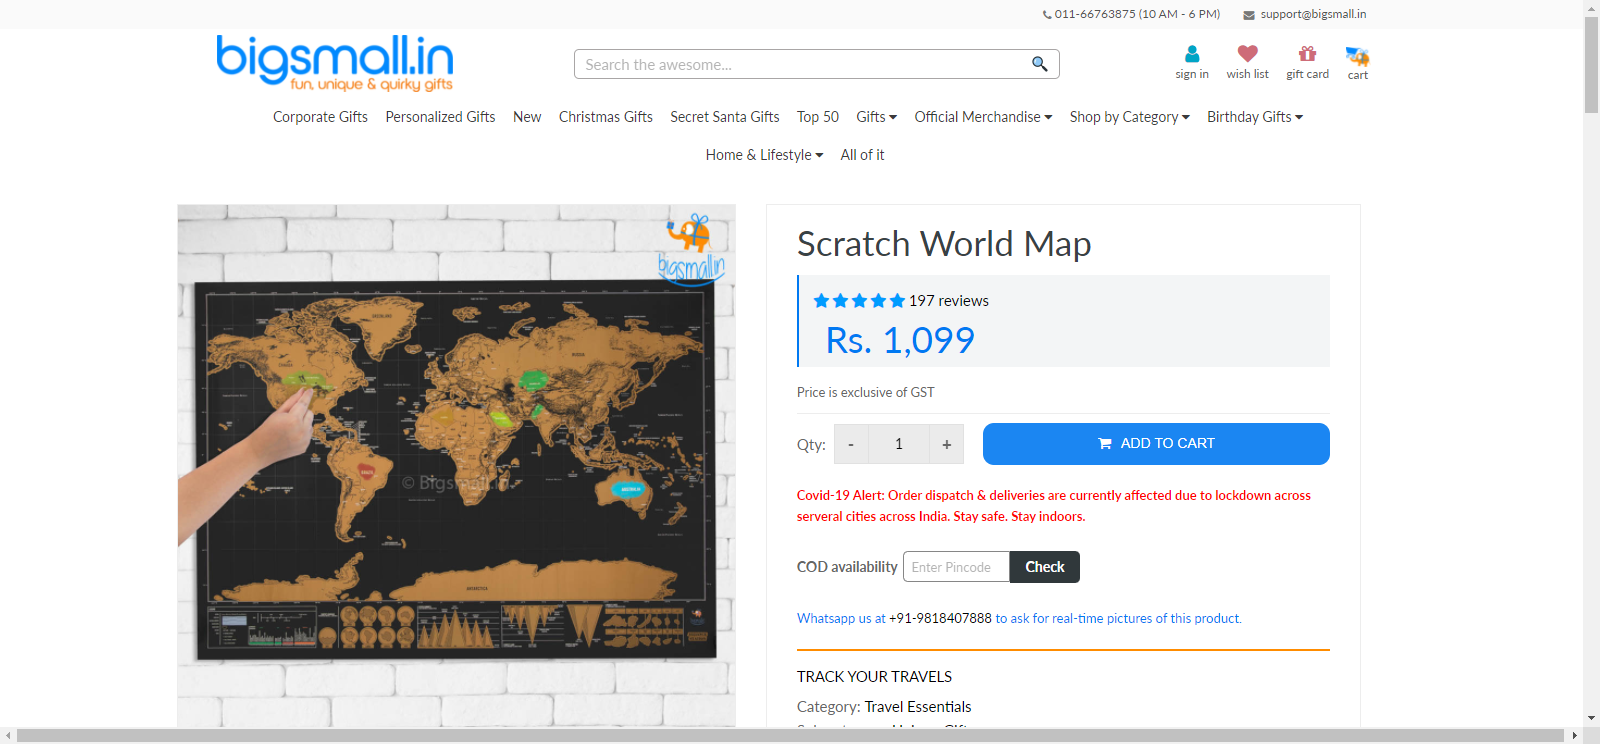 011-66763875 (10 AM - 6 PM) support@bigsmall.in
bigsmall.in
fun, unique & quirky gifts
Search the awesome...
sign in wish list gift card cart
Corporate Gifts Personalized Gifts New Christmas Gifts Secret Santa Gifts Top 50 Gifts Official Merchandise Shop by Category Birthday Gifts
Home & Lifestyle All of it
bigsmall.in
© Bigsmall.in
Scratch World Map
197 reviews
Rs. 1,099
Price is exclusive of GST
Qty: - 1 + ADD TO CART
Covid-19 Alert: Order dispatch & deliveries are currently affected due to lockdown across
serveral cities across India. Stay safe. Stay indoors.
COD availability Enter Pincode Check
Whatsapp us at +91-9818407888 to ask for real-time pictures of this product.
TRACK YOUR TRAVELS
Category: Travel Essentials